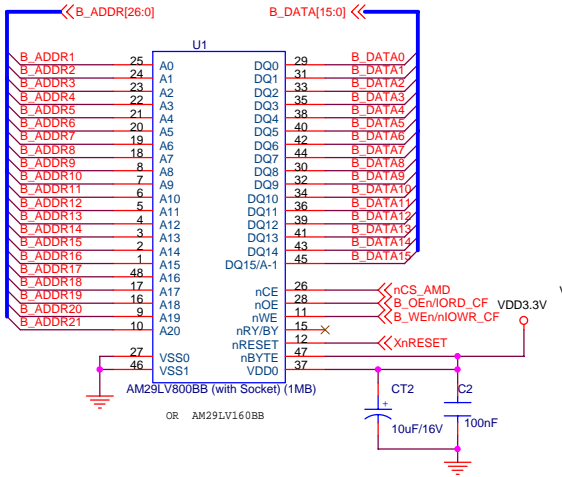 B_ADDR[26:0] B_DATA[15:0]
U1
B_ADDR1 25 A0 DQ0 29 B_DATA0
B_ADDR2 24 A1 DQ1 31 B_DATA1
B_ADDR3 23 A2 DQ2 33 B_DATA2
B_ADDR4 22 A3 DQ3 35 B_DATA3
B_ADDR5 21 A4 DQ4 38 B_DATA4
B_ADDR6 20 A5 DQ5 40 B_DATA5
B_ADDR7 19 A6 DQ6 42 B_DATA6
B_ADDR8 18 A7 DQ7 44 B_DATA7
B_ADDR9 8 A8 DQ8 30 B_DATA8
B_ADDR10 7 A9 DQ9 32 B_DATA9
B_ADDR11 6 A10 DQ10 34 B_DATA10
B_ADDR12 5 A11 DQ11 36 B_DATA11
B_ADDR13 4 A12 DQ12 39 B_DATA12
B_ADDR14 3 A13 DQ13 41 B_DATA13
B_ADDR15 2 A14 DQ14 43 B_DATA14
B_ADDR16 1 A15 DQ15/A-1 45 B_DATA15
B_ADDR17 48 A16
B_ADDR18 17 A17 nCE 26 nCS_AMD
B_ADDR19 16 A18 nOE 28 B_OEn/IORD_CF
B_ADDR20 9 A19 nWE 11 B_WEn/nIOWR_CF
B_ADDR21 10 A20 nRY/BY 15 VDD3.3V
nRESET 12 XnRESET
27 VSS0 nBYTE 47
46 VSS1 VDD0 37
AM29LV800BB (with Socket) (1MB) CT2 C2
OR AM29LV160BB
+
10uF/16V 100nF